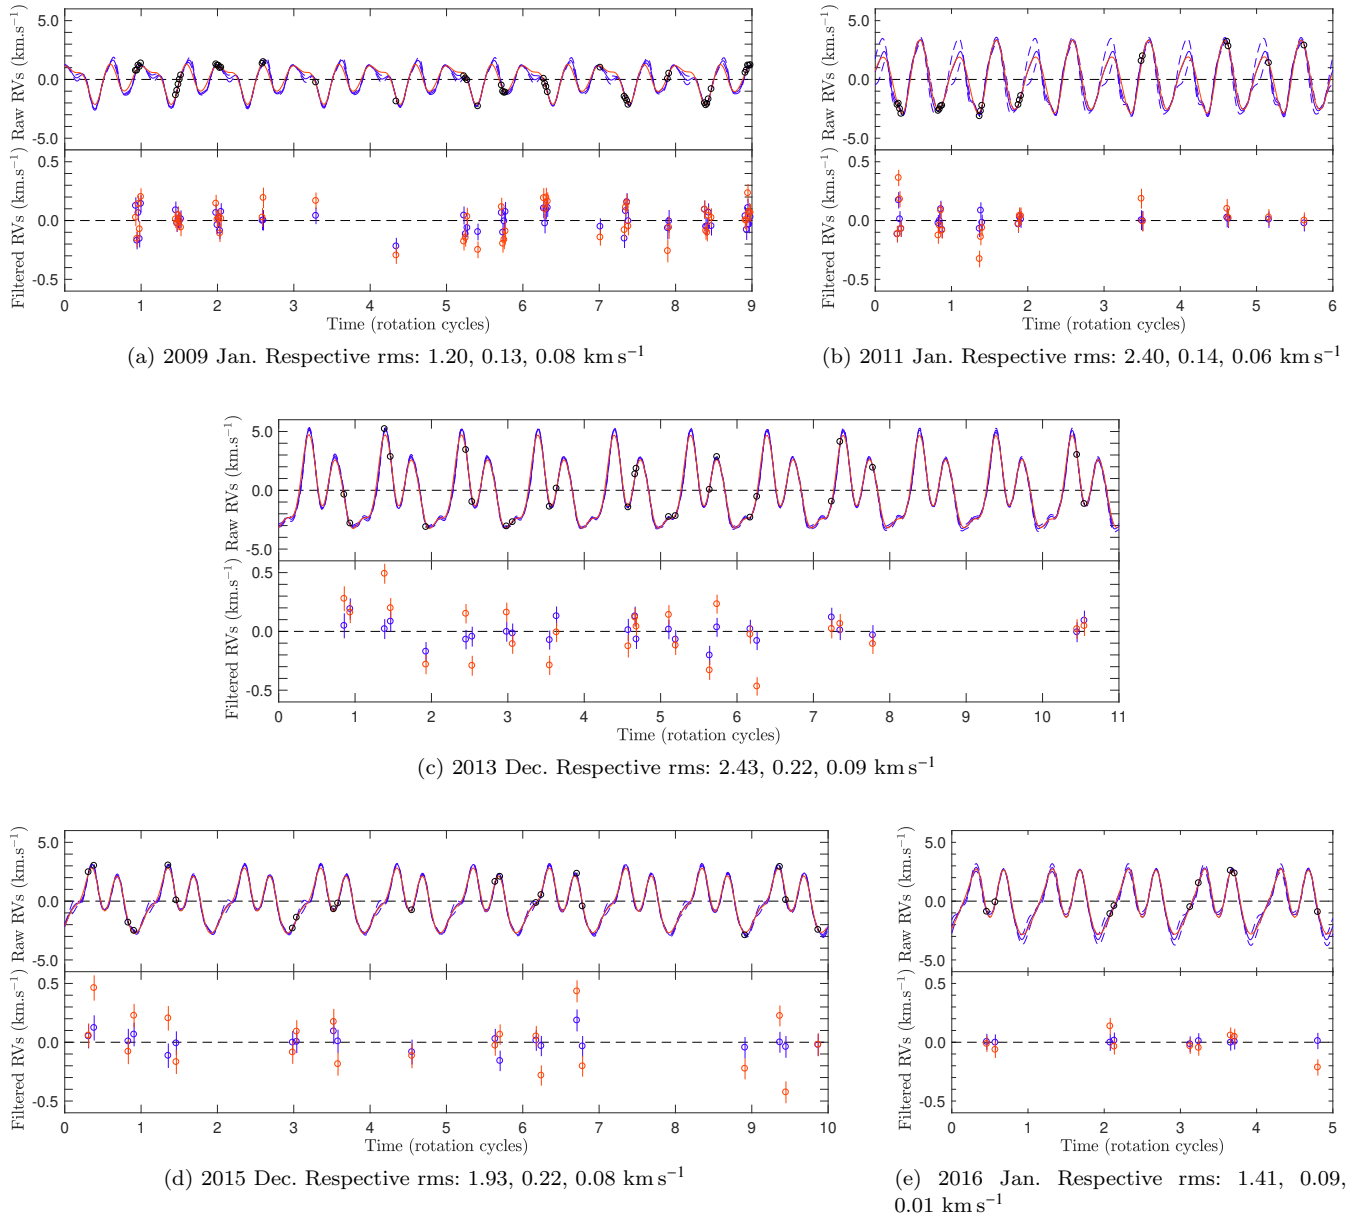 5.0
0.0
-5.0
Raw RVs (km.s⁻¹)
0.5
0.0
-0.5
Filtered RVs (km.s⁻¹)
0 1 2 3 4 5 6 7 8 9
Time (rotation cycles)
(a) 2009 Jan. Respective rms: 1.20, 0.13, 0.08 km s⁻¹
5.0
0.0
-5.0
Raw RVs (km.s⁻¹)
0.5
0.0
-0.5
Filtered RVs (km.s⁻¹)
0 1 2 3 4 5 6
Time (rotation cycles)
(b) 2011 Jan. Respective rms: 2.40, 0.14, 0.06 km s⁻¹
5.0
0.0
-5.0
Raw RVs (km.s⁻¹)
0.5
0.0
-0.5
Filtered RVs (km.s⁻¹)
0 1 2 3 4 5 6 7 8 9 10 11
Time (rotation cycles)
(c) 2013 Dec. Respective rms: 2.43, 0.22, 0.09 km s⁻¹
5.0
0.0
-5.0
Raw RVs (km.s⁻¹)
0.5
0.0
-0.5
Filtered RVs (km.s⁻¹)
0 1 2 3 4 5 6 7 8 9 10
Time (rotation cycles)
(d) 2015 Dec. Respective rms: 1.93, 0.22, 0.08 km s⁻¹
5.0
0.0
-5.0
Raw RVs (km.s⁻¹)
0.5
0.0
-0.5
Filtered RVs (km.s⁻¹)
0 1 2 3 4 5
Time (rotation cycles)
(e) 2016 Jan. Respective rms: 1.41, 0.09,
0.01 km s⁻¹